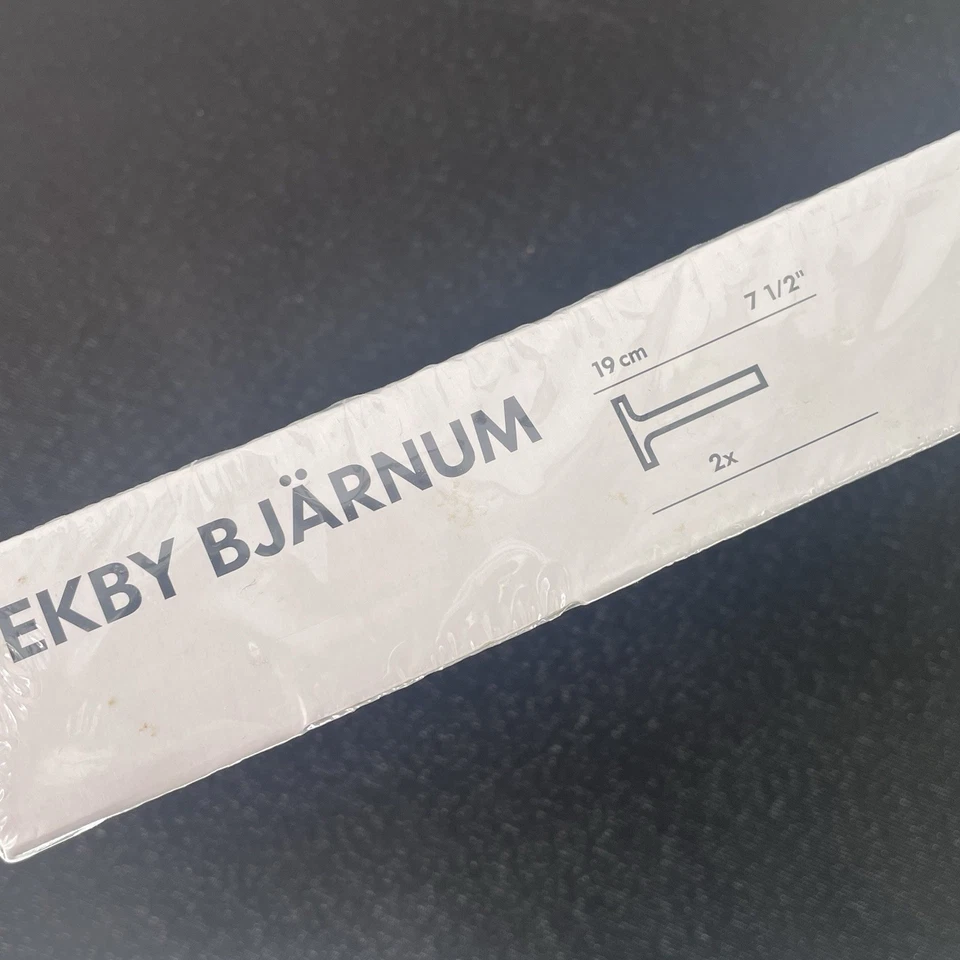 EKBY BJÄRNUM
19 cm 7 1/2"
2x